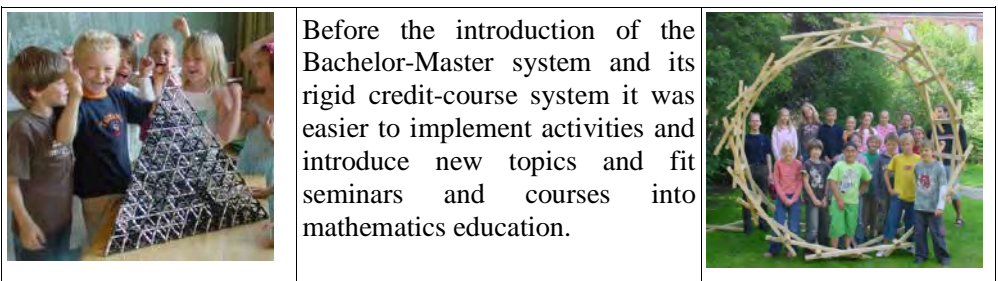 Before the introduction of the
Bachelor-Master system and its
rigid credit-course system it was
easier to implement activities and
introduce new topics and fit
seminars and courses into
mathematics education.